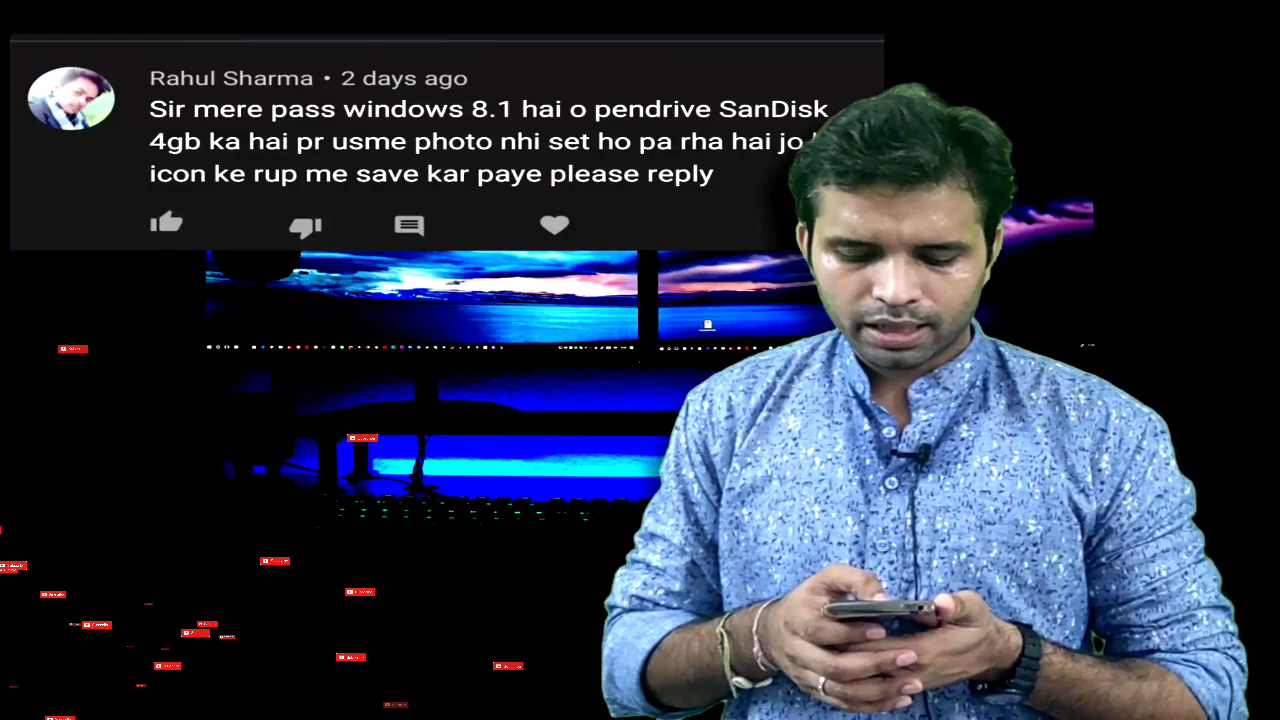 Rahul Sharma • 2 days ago
Sir mere pass windows 8.1 hai o pendrive SanDisk
4gb ka hai pr usme photo nhi set ho pa rha hai jo
icon ke rup me save kar paye please reply